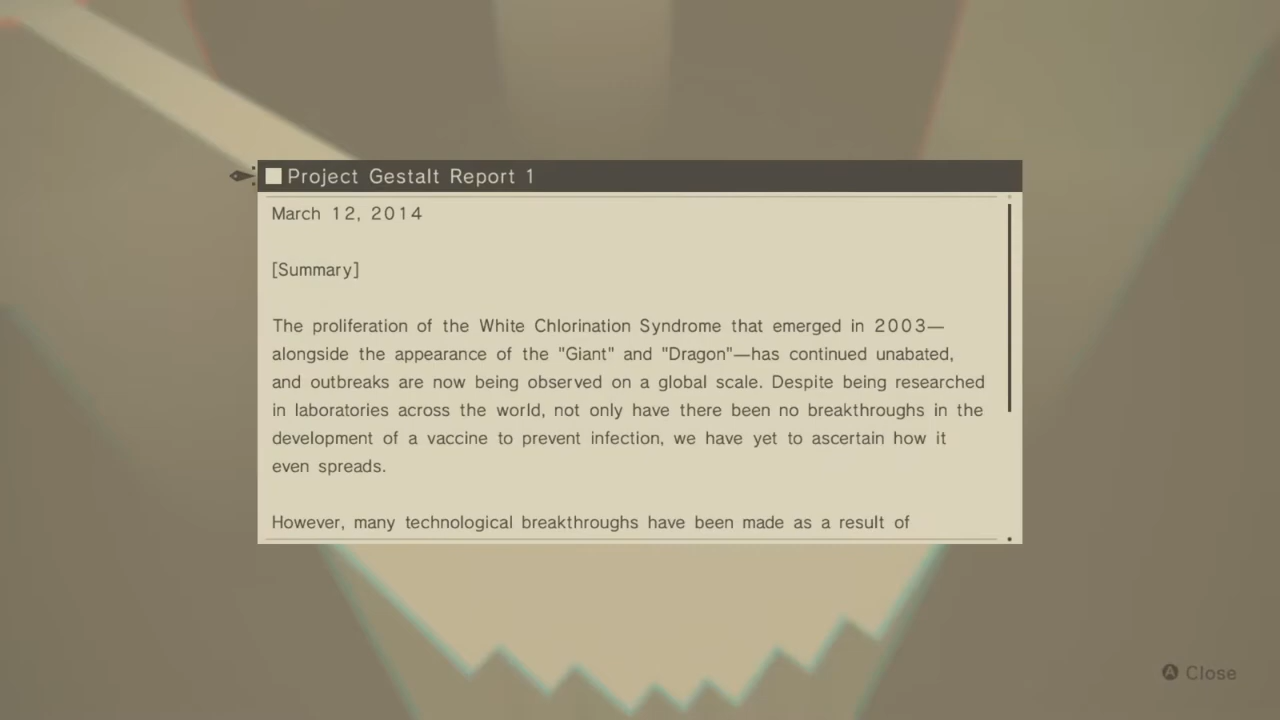 Project Gestalt Report 1
March 12, 2014
[Summary]
The proliferation of the White Chlorination Syndrome that emerged in 2003—
alongside the appearance of the "Giant" and "Dragon"—has continued unabated,
and outbreaks are now being observed on a global scale. Despite being researched
in laboratories across the world, not only have there been no breakthroughs in the
development of a vaccine to prevent infection, we have yet to ascertain how it
even spreads.
However, many technological breakthroughs have been made as a result of
A Close